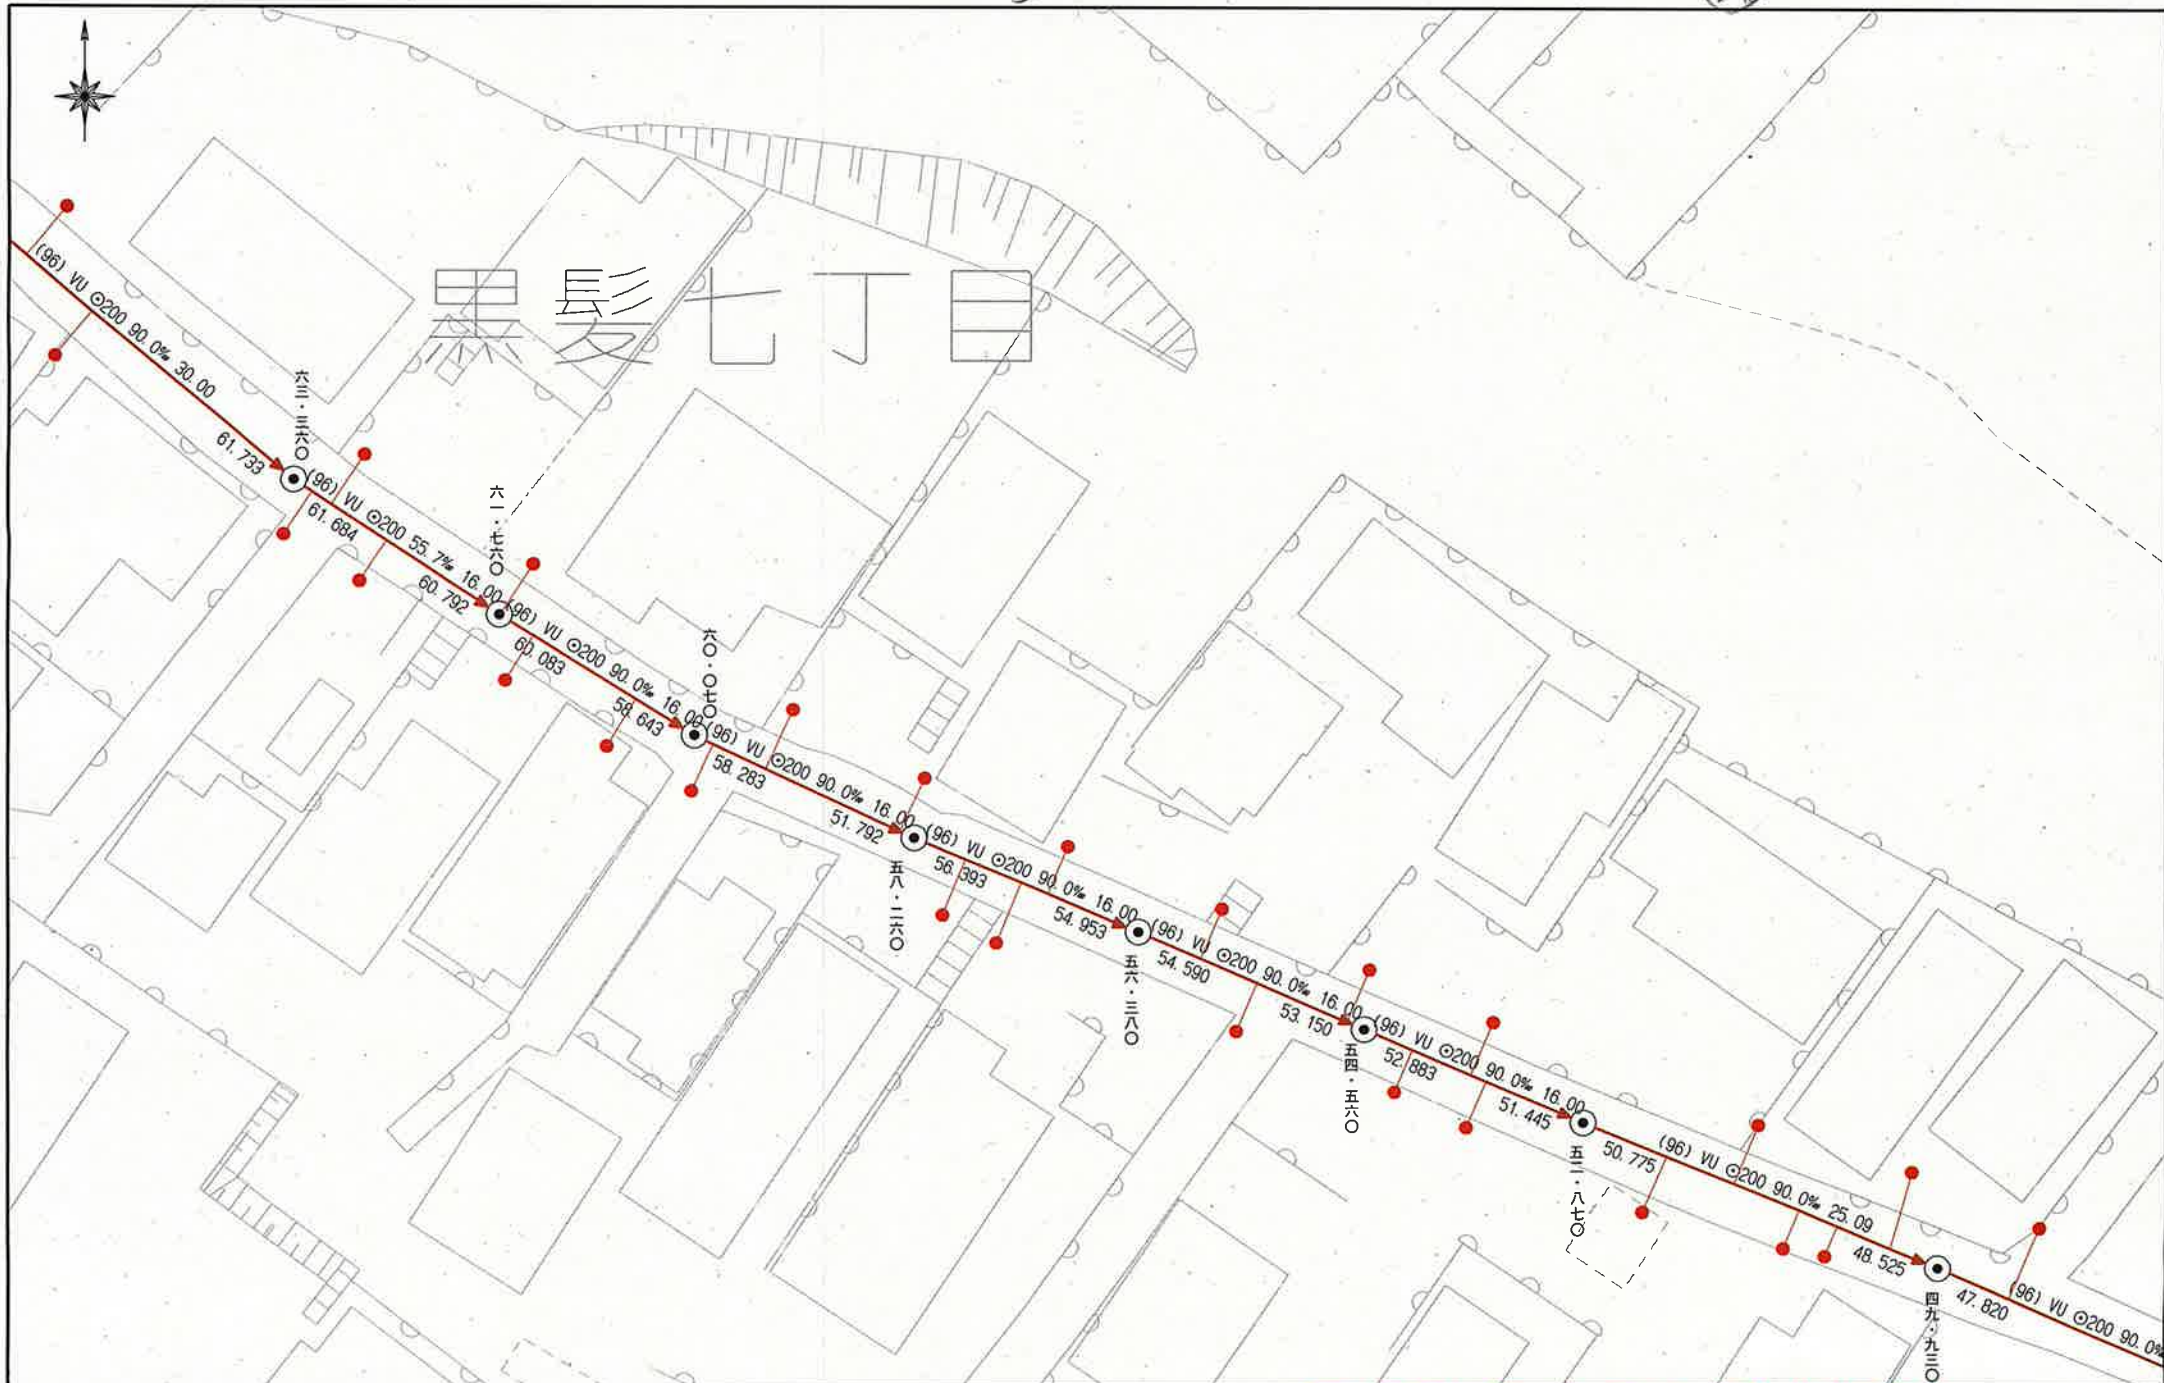 黒髪七丁目
(96) VU ⊙200 90.0‰ 30.00
61.733
六三・三六〇
(96) VU ⊙200 55.7‰ 16.00
61.684
60.792
六一・七六〇
(96) VU ⊙200 90.0‰ 16.00
60.083
58.643
六〇・〇七〇
(96) VU ⊙200 90.0‰ 16.00
58.283
51.792
五八・二六〇
(96) VU ⊙200 90.0‰ 16.00
56.393
54.953
五六・三八〇
(96) VU ⊙200 90.0‰ 16.00
54.590
53.150
五四・五六〇
(96) VU ⊙200 90.0‰ 16.00
52.883
51.445
五二・八七〇
(96) VU ⊙200 90.0‰ 25.09
50.775
48.525
四九・九三〇
(96) VU ⊙200 90.0‰
47.820